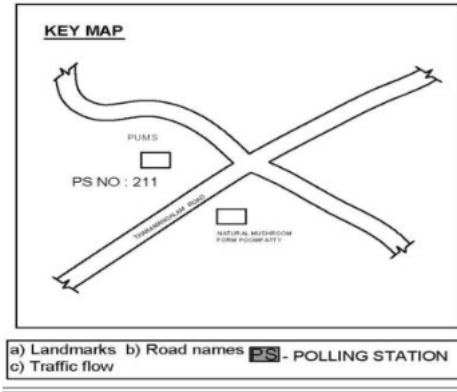 KEY MAP
PUMS
PS NO : 211
THARAMANGALAM ROAD
NATURAL MUSHROOM
FORM POOMPATTY
a) Landmarks b) Road names PS - POLLING STATION
c) Traffic flow